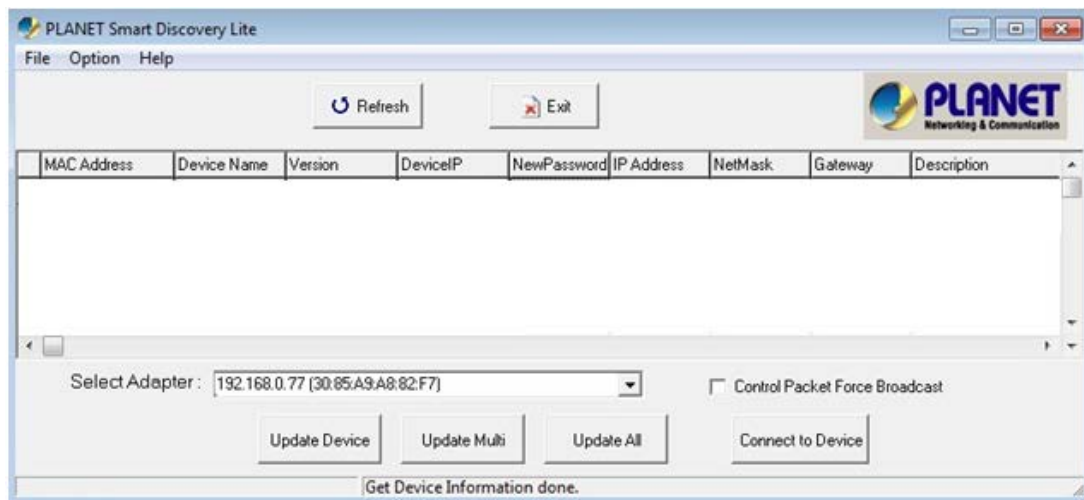 PLANET Smart Discovery Lite
File Option Help
Refresh Exit
PLANET
Networking & Communication
MAC Address Device Name Version DeviceIP NewPassword IP Address NetMask Gateway Description
Select Adapter : 192.168.0.77 (30:85:A9:A8:82:F7) Control Packet Force Broadcast
Update Device Update Multi Update All Connect to Device
Get Device Information done.